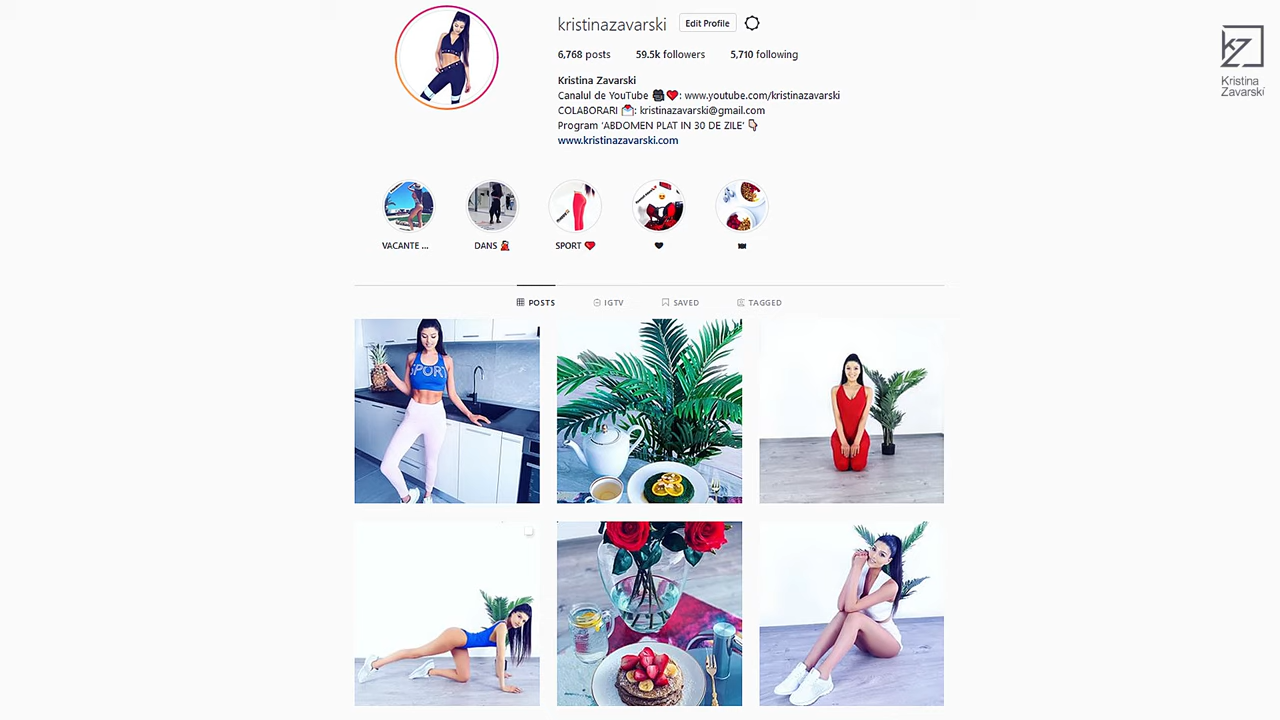 kristinazavarski Edit Profile
6,768 posts 59.5k followers 5,710 following
Kristina Zavarski
Canalul de YouTube : www.youtube.com/kristinazavarski
COLABORARI : kristinazavarski@gmail.com
Program 'ABDOMEN PLAT IN 30 DE ZILE'
www.kristinazavarski.com
KZ
Kristina
Zavarski
VACANTE ... DANS SPORT
POSTS IGTV SAVED TAGGED
SPORT